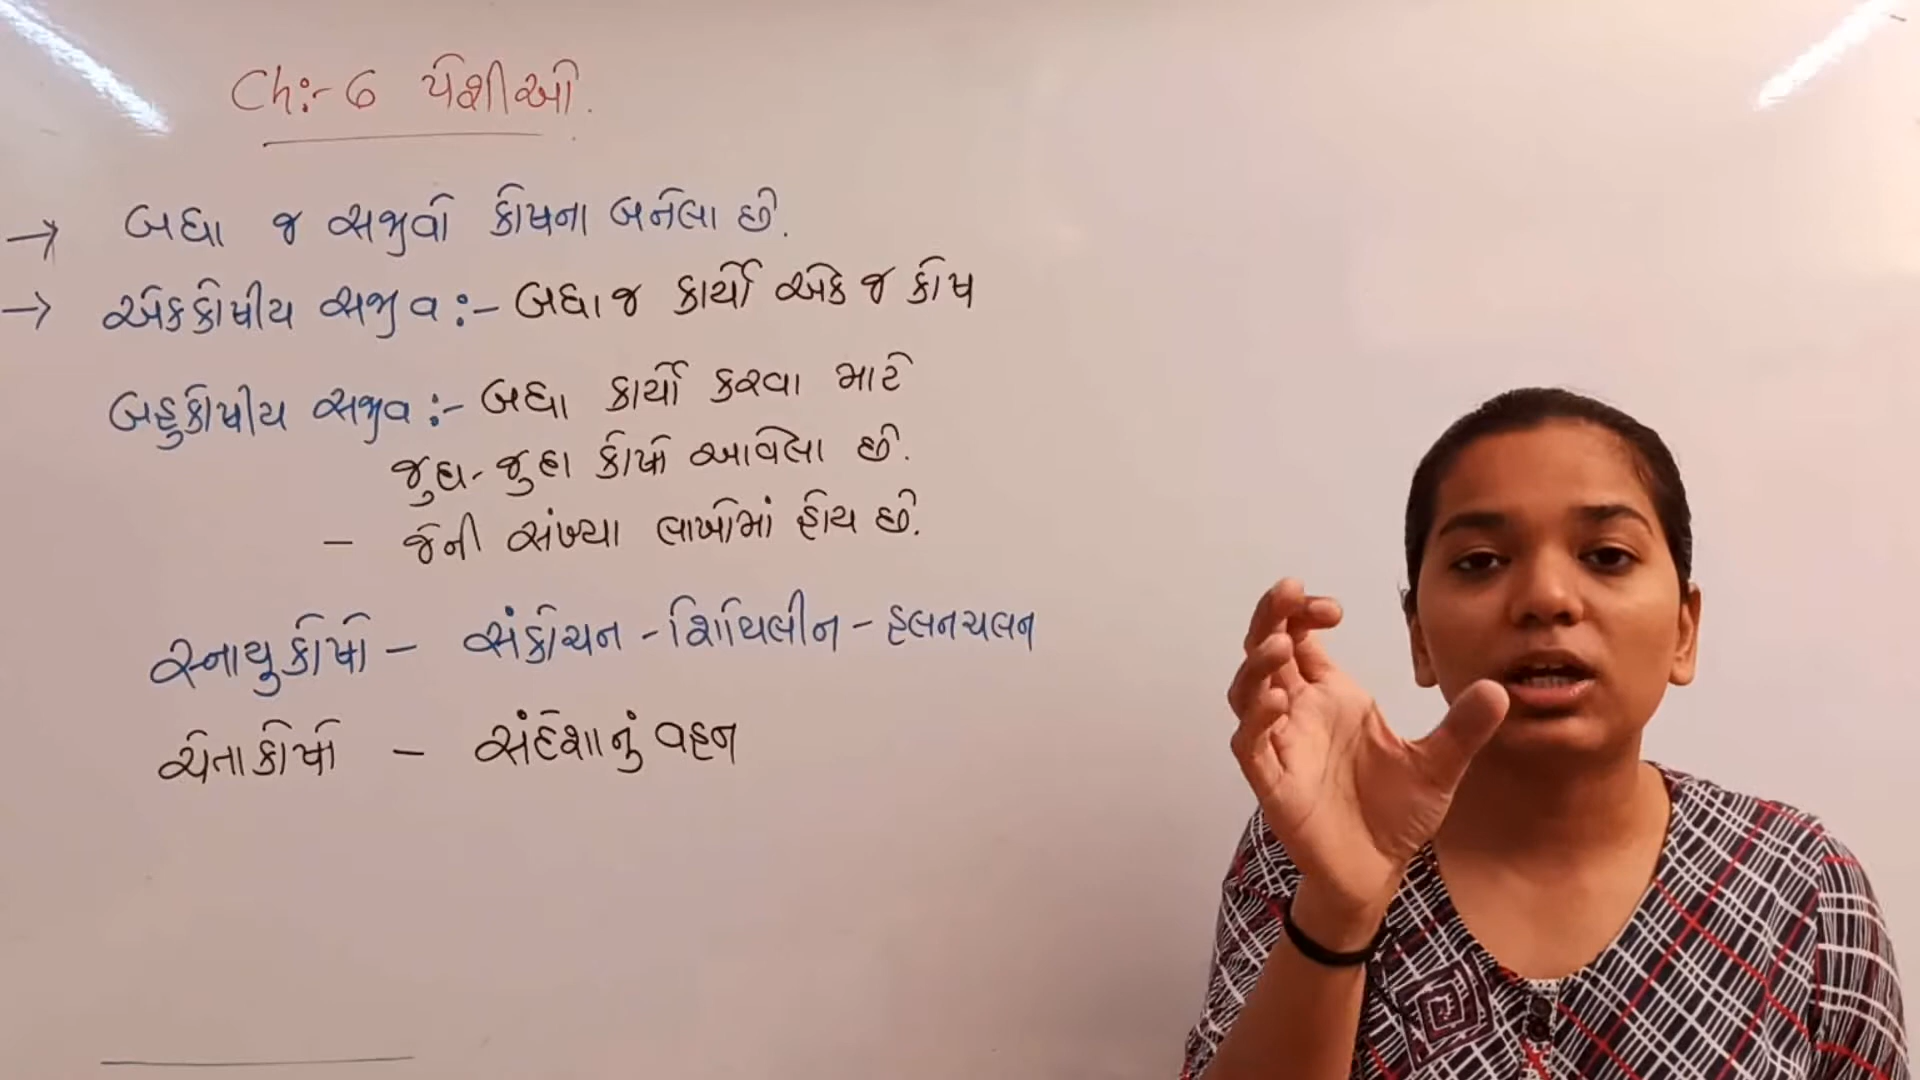 Ch:- 6 પેશીઓ.
→ બધા જ સજીવો કોષના બનેલા છે.
→ એકકોષીય સજીવ :- બધા જ કાર્યો એક જ કોષ
બહુકોષીય સજીવ :- બધા કાર્યો કરવા માટે
જુદા-જુદા કોષો આવેલા છે.
- જેની સંખ્યા લાખોમાં હોય છે.
સ્નાયુકોષો - સંકોચન - શિથિલીન - હલનચલન
ચેતાકોષો - સંદેશાનું વહન